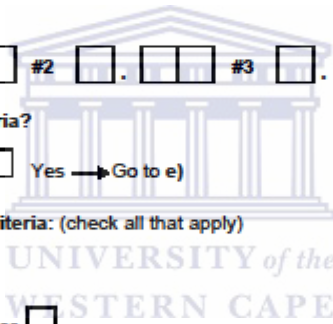 #2 . #3 .
ria?
Yes Go to e)
iteria: (check all that apply)
UNIVERSITY of the
WESTERN CAPE